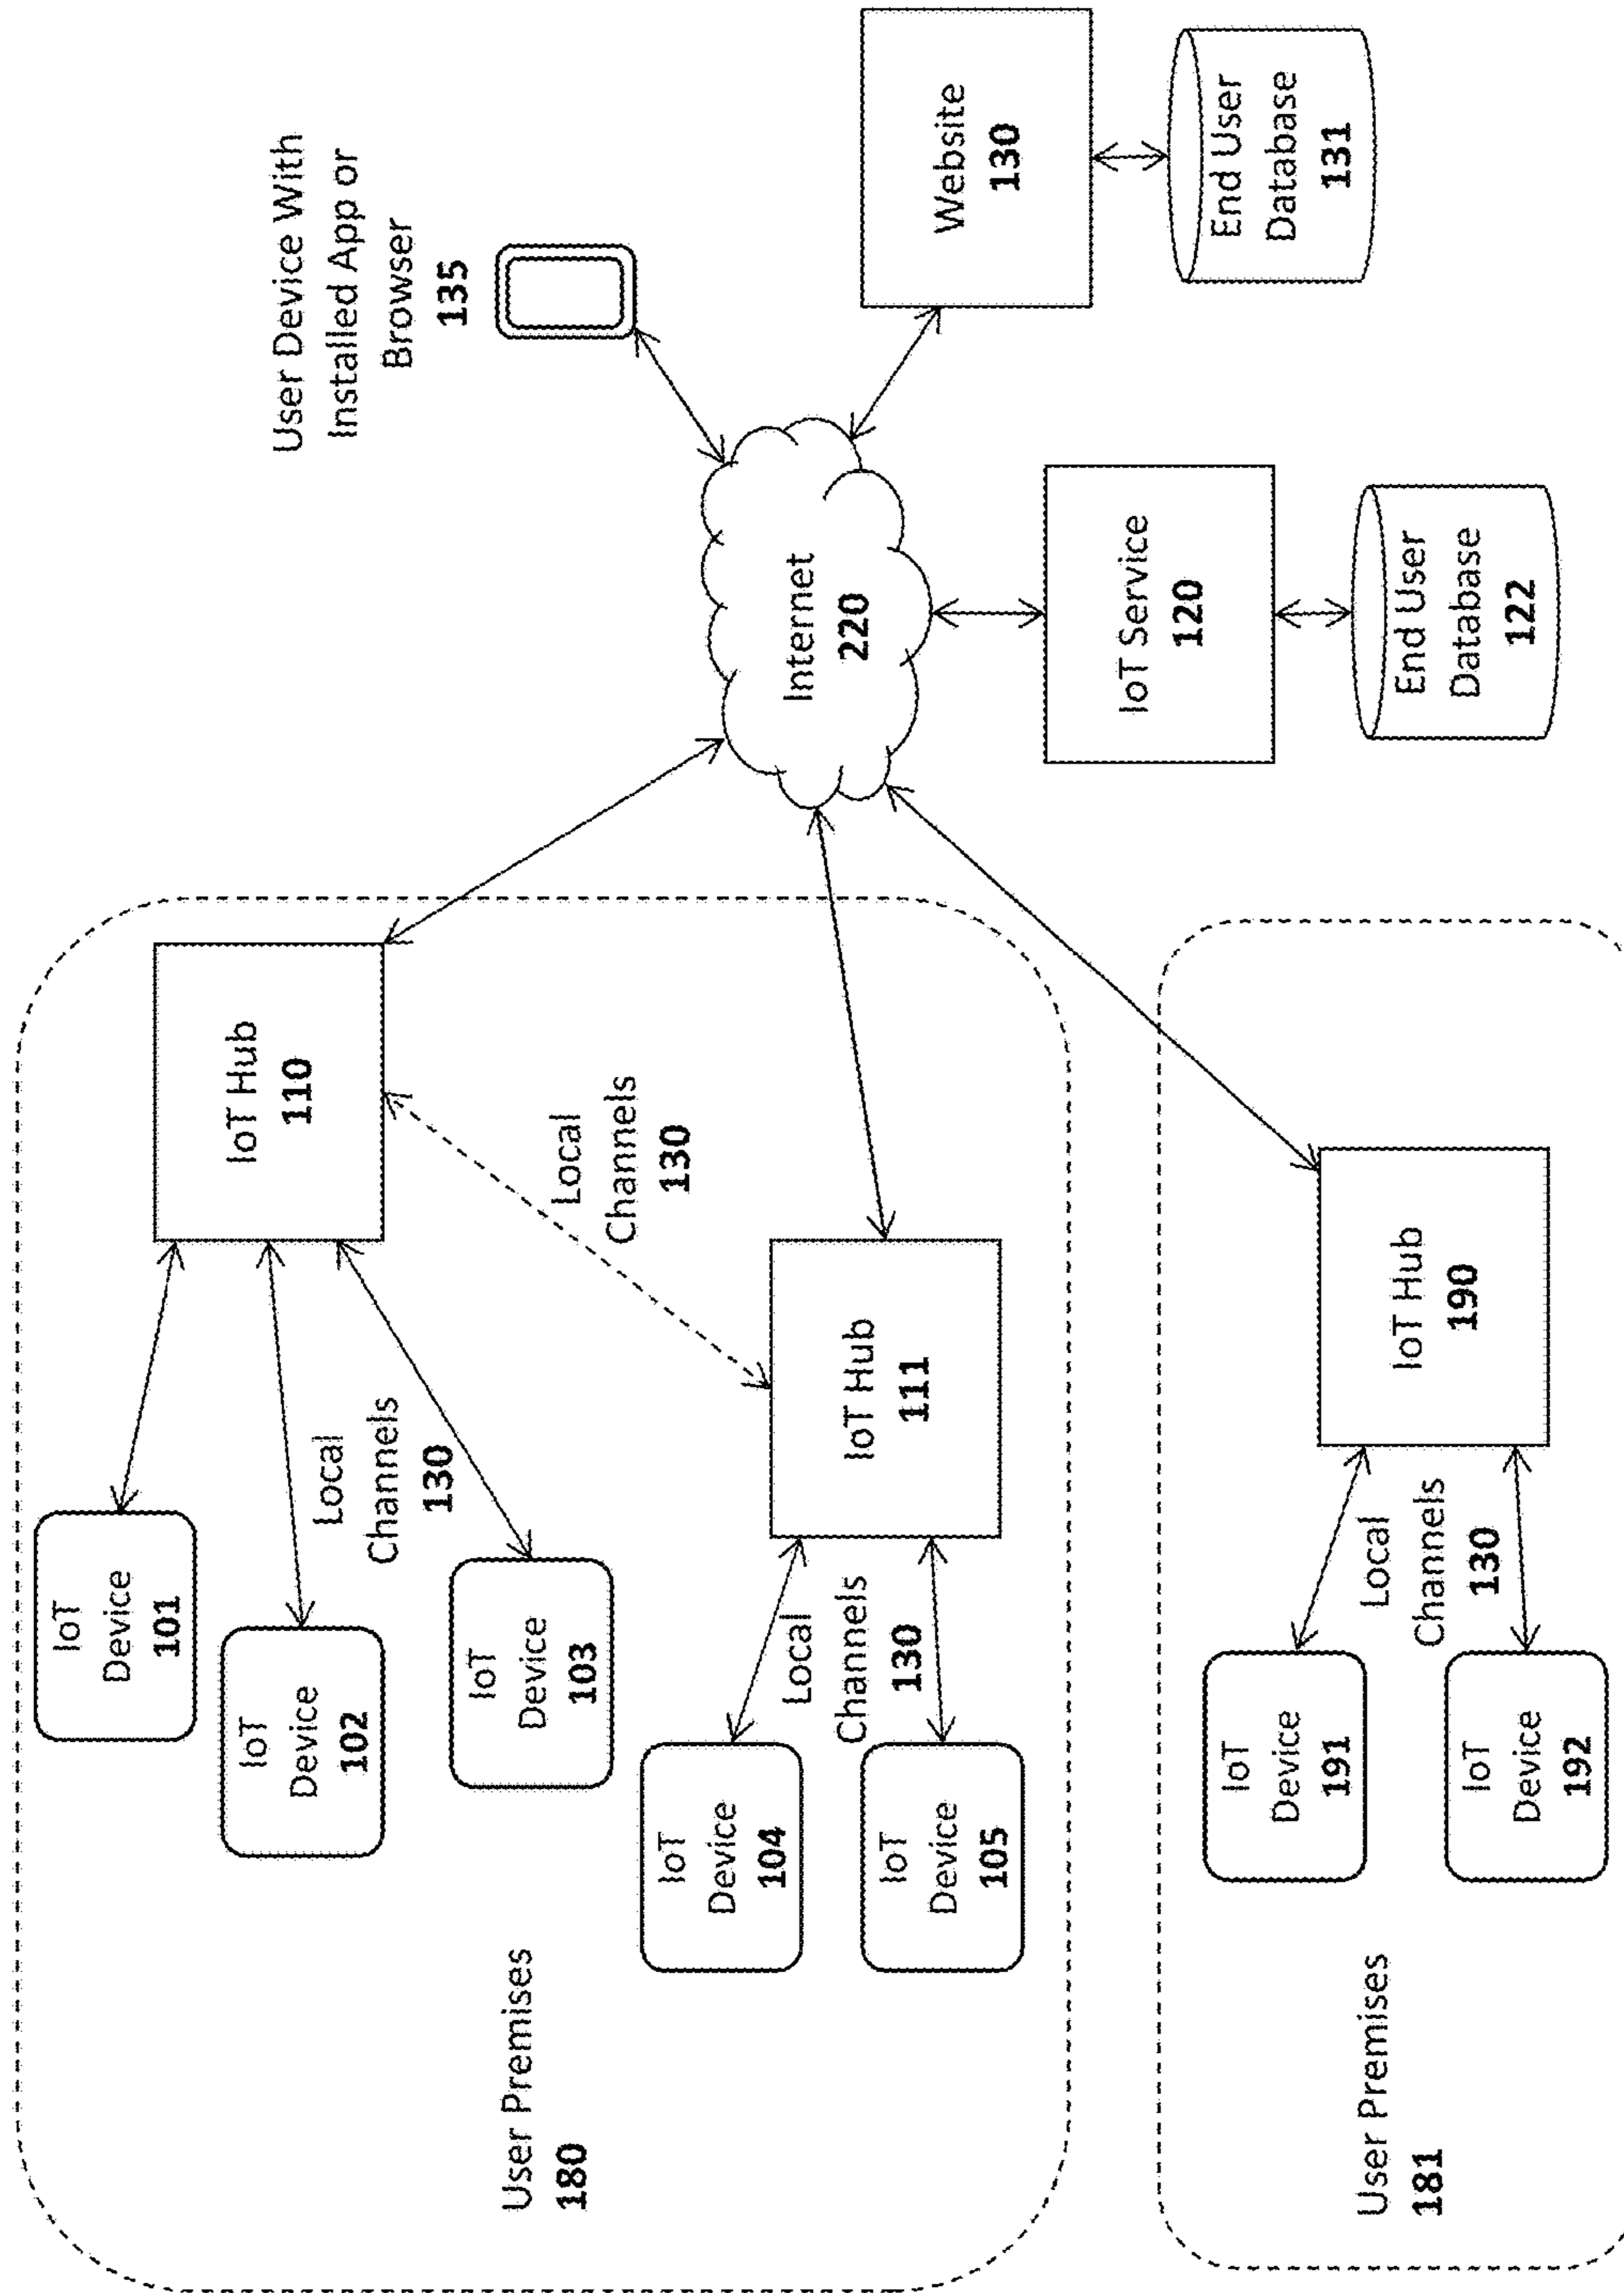 User Premises
180
IoT
Device
101
IoT
Device
102
IoT
Device
103
IoT
Device
104
IoT
Device
105
Local
Channels
130
Local
Channels
130
IoT Hub
110
IoT Hub
111
Local
Channels
130
User Premises
181
IoT
Device
191
IoT
Device
192
Local
Channels
130
IoT Hub
190
Internet
220
User Device With
Installed App or
Browser
135
IoT Service
120
End User
Database
122
Website
130
End User
Database
131